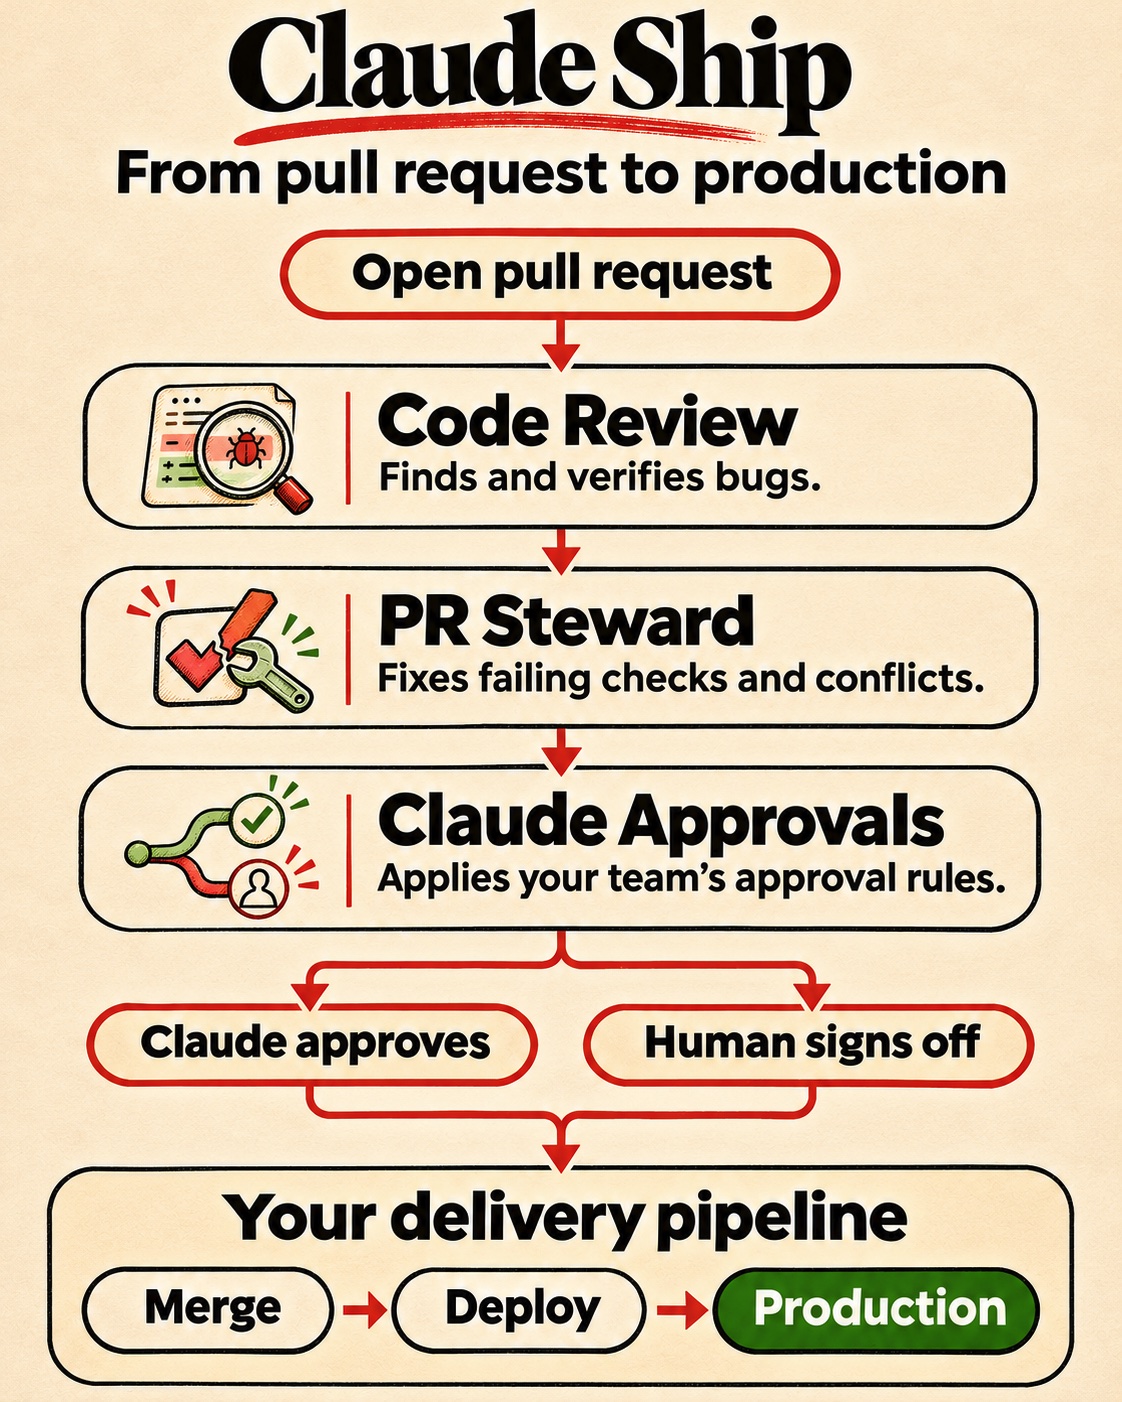 Claude Ship
From pull request to production
Open pull request
Code Review
Finds and verifies bugs.
PR Steward
Fixes failing checks and conflicts.
Claude Approvals
Applies your team’s approval rules.
Claude approves
Human signs off
Your delivery pipeline
Merge
Deploy
Production